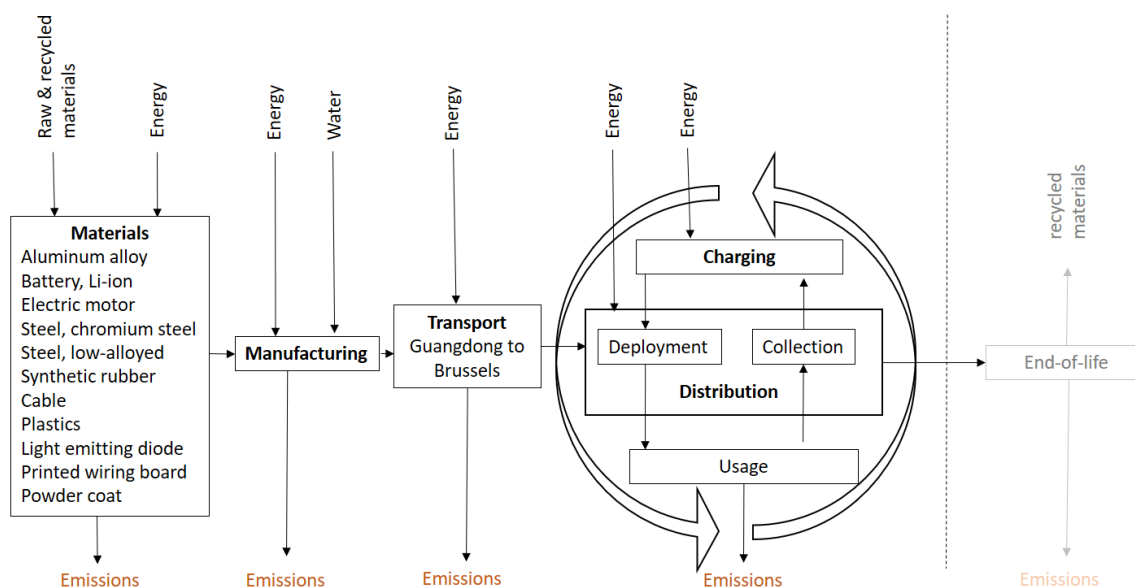 Raw & recycled
materials
Energy
Energy
Water
Energy
Energy
Energy
recycled
materials
Materials
Aluminum alloy
Battery, Li-ion
Electric motor
Steel, chromium steel
Steel, low-alloyed
Synthetic rubber
Cable
Plastics
Light emitting diode
Printed wiring board
Powder coat
Manufacturing
Transport
Guangdong to
Brussels
Charging
Deployment
Collection
Distribution
Usage
End-of-life
Emissions
Emissions
Emissions
Emissions
Emissions